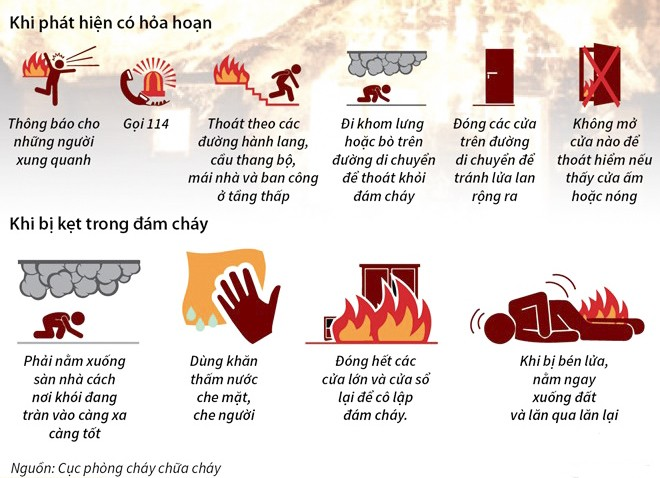 Khi phát hiện có hỏa hoạn
Thông báo cho
những người
xung quanh
Gọi 114
Thoát theo các
đường hành lang,
cầu thang bộ,
mái nhà và ban công
ở tầng thấp
Đi khom lưng
hoặc bò trên
đường di chuyển
để thoát khỏi
đám cháy
Đóng các cửa
trên đường
di chuyển để
tránh lửa lan
rộng ra
Không mở
cửa nào để
thoát hiểm nếu
thấy cửa ấm
hoặc nóng
Khi bị kẹt trong đám cháy
Phải nằm xuống
sàn nhà cách
nơi khói đang
tràn vào càng xa
càng tốt
Dùng khăn
thấm nước
che mặt,
che người
Đóng hết các
cửa lớn và cửa sổ
lại để cô lập
đám cháy.
Khi bị bén lửa,
nằm ngay
xuống đất
và lăn qua lăn lại
Nguồn: Cục phòng cháy chữa cháy